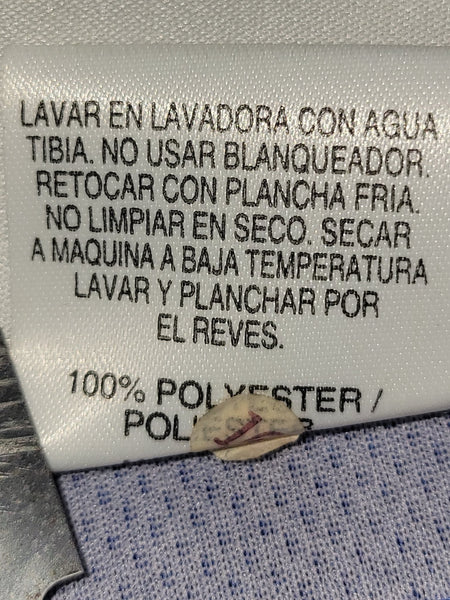 LAVAR EN LAVADORA CON AGUA
TIBIA. NO USAR BLANQUEADOR.
RETOCAR CON PLANCHA FRIA.
NO LIMPIAR EN SECO. SECAR
A MAQUINA A BAJA TEMPERATURA
LAVAR Y PLANCHAR POR
EL REVES.
100% POLYESTER /
POLIESTER